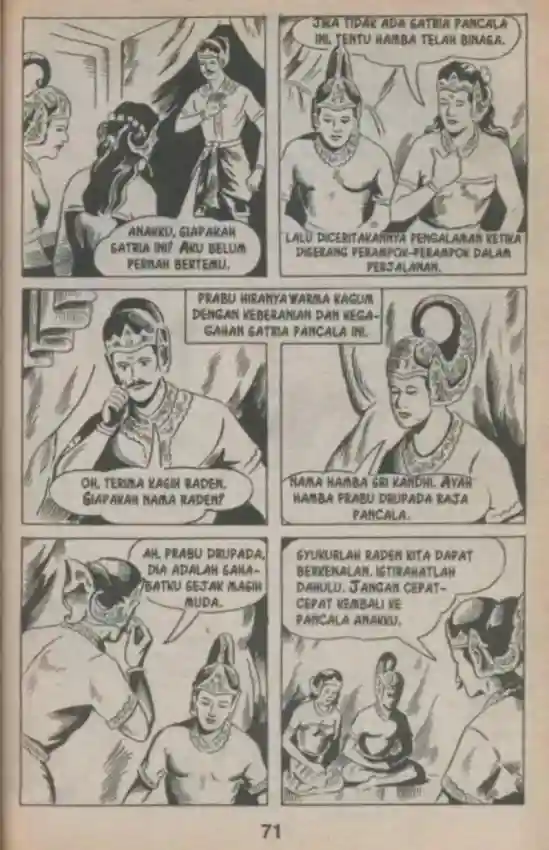 ANAKKU, SIAPAKAH
SATRIA INI? AKU BELUM
PERNAH BERTEMU.
JIKA TIDAK ADA SATRIA PANCALA
INI, TENTU HAMBA TELAH BINASA.
LALU DICERITAKANNYA PENGALAMAN KETIKA
DISERANG PERAMPOK-PERAMPOK DALAM
PERJALANAN.
PRABU HIRANYAWARMA KAGUM
DENGAN KEBERANIAN DAN KEGA-
GAHAN SATRIA PANCALA INI.
OH, TERIMA KASIH RADEN.
SIAPAKAH NAMA RADEN?
NAMA HAMBA SRI KANDHI. AYAH
HAMBA PRABU DRUPADA RAJA
PANCALA.
AH, PRABU DRUPADA,
DIA ADALAH SAHA-
BATKU SEJAK MASIH
MUDA.
SYUKURLAH RADEN KITA DAPAT
BERKENALAN. ISTIRAHATLAH
DAHULU. JANGAN CEPAT-
CEPAT KEMBALI KE
PANCALA ANAKKU.
71